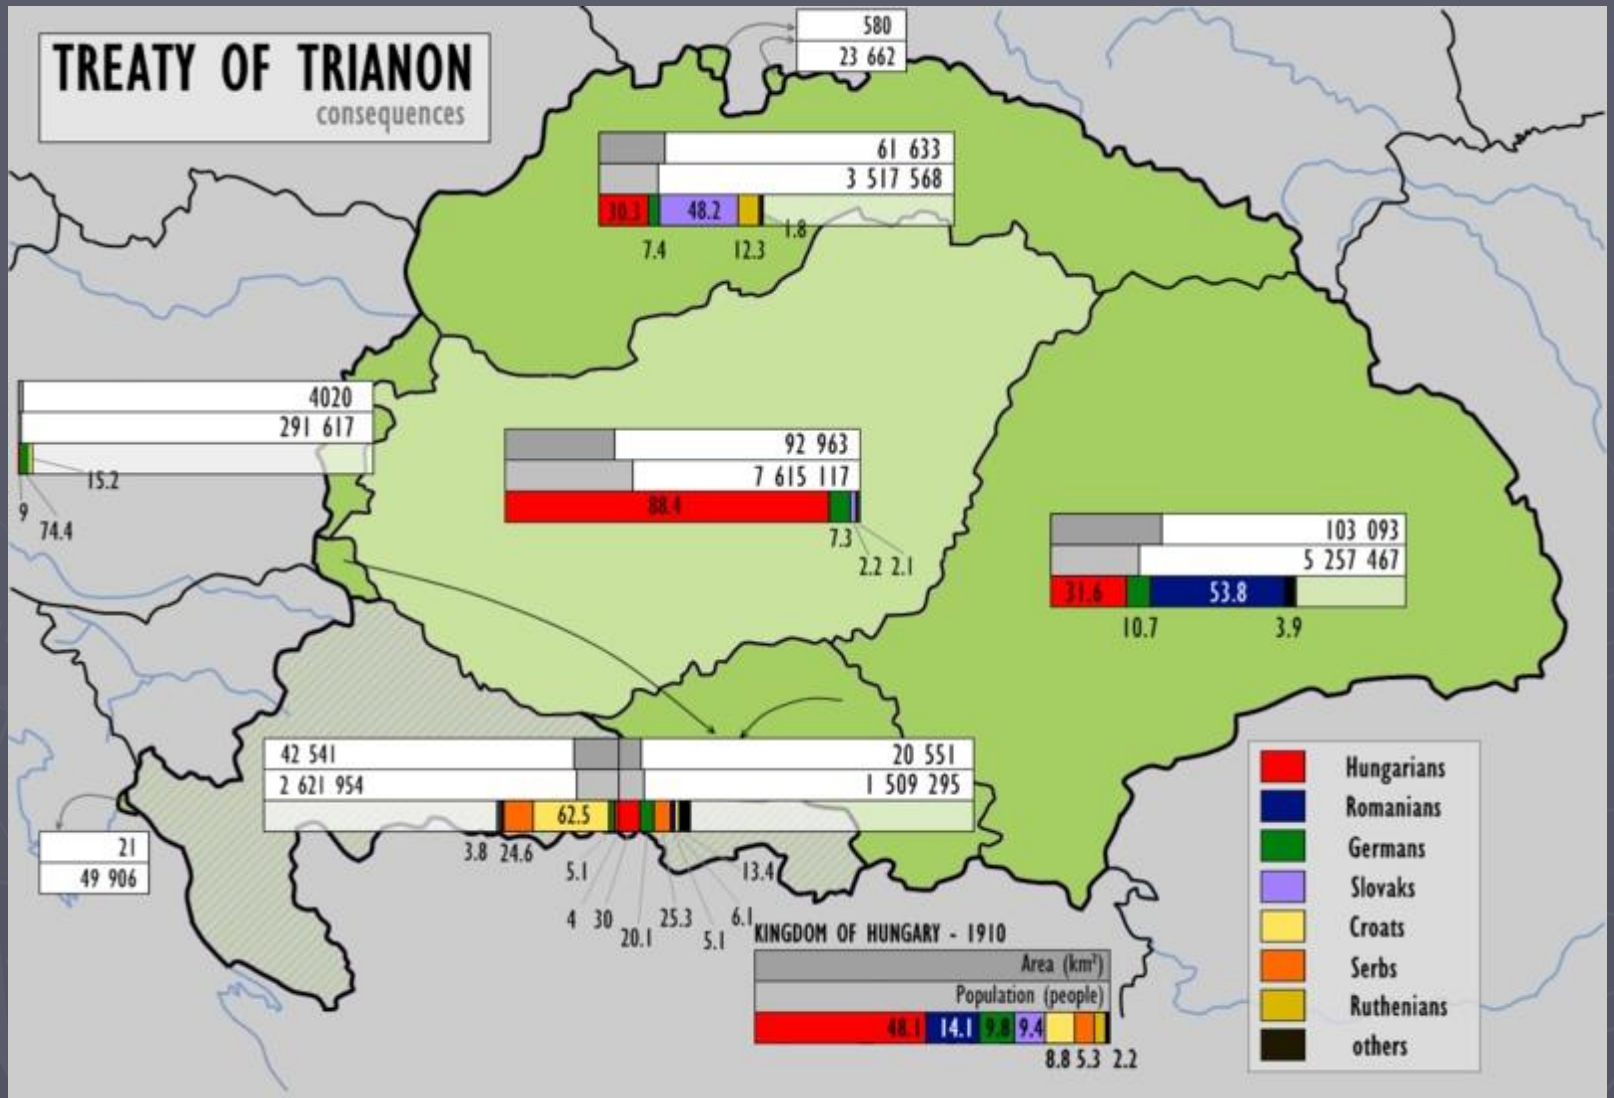 TREATY OF TRIANON
consequences
580
23 662
61 633
3 517 568
30.3
48.2
7.4
12.3
1.8
4020
291 617
9
74.4
15.2
92 963
7 615 117
88.4
7.3
2.2
2.1
103 093
5 257 467
31.6
53.8
10.7
3.9
42 541
20 551
2 621 954
1 509 295
62.5
3.8
24.6
5.1
4
30
20.1
25.3
5.1
6.1
13.4
21
49 906
KINGDOM OF HUNGARY - 1910
Area (km²)
Population (people)
48.1
14.1
9.8
9.4
8.8
5.3
2.2
Hungarians
Romanians
Germans
Slovaks
Croats
Serbs
Ruthenians
others